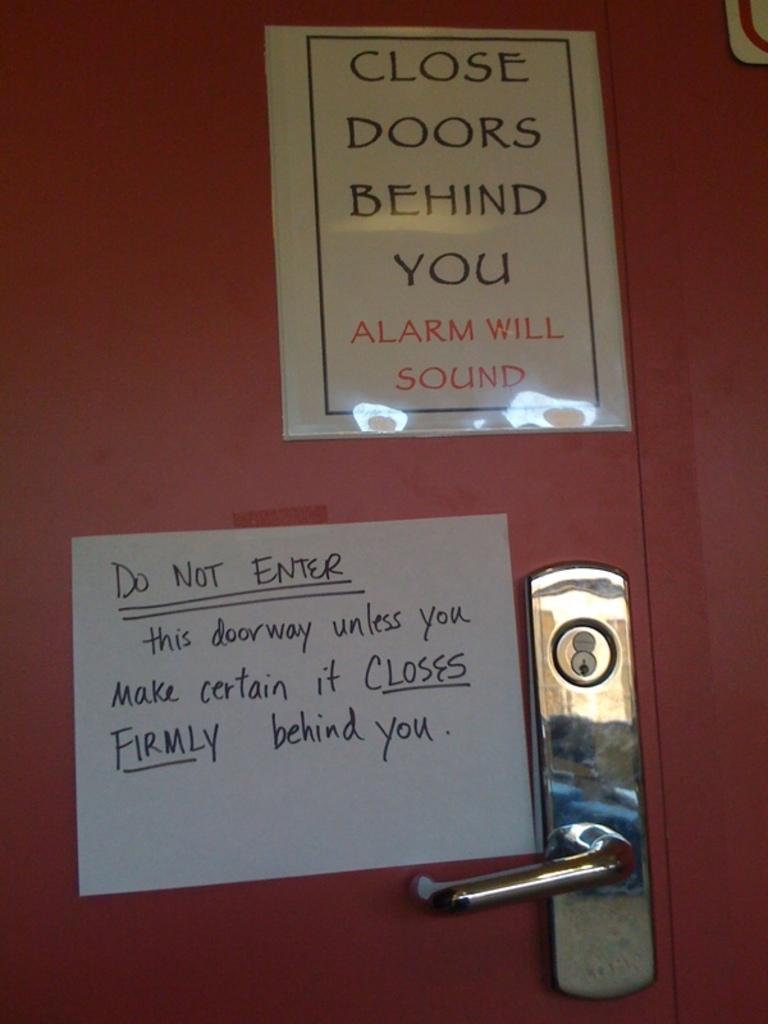 CLOSE
DOORS
BEHIND
YOU
ALARM WILL
SOUND
DO NOT ENTER
this doorway unless you
make certain it CLOSES
FIRMLY behind you.